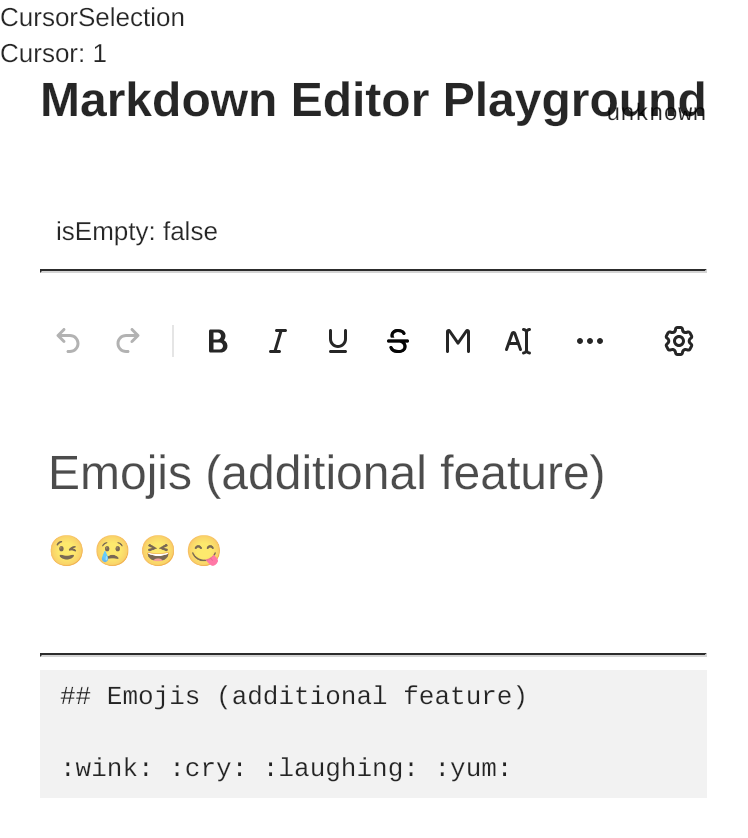 CursorSelection
Cursor: 1
Markdown Editor Playground
unknown
isEmpty: false
Emojis (additional feature)
😉 😢 😆 😋
## Emojis (additional feature)
:wink: :cry: :laughing: :yum: